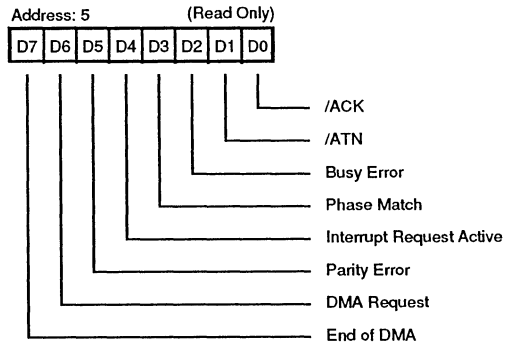 Address: 5 (Read Only)
D7 D6 D5 D4 D3 D2 D1 D0
/ACK
/ATN
Busy Error
Phase Match
Interrupt Request Active
Parity Error
DMA Request
End of DMA